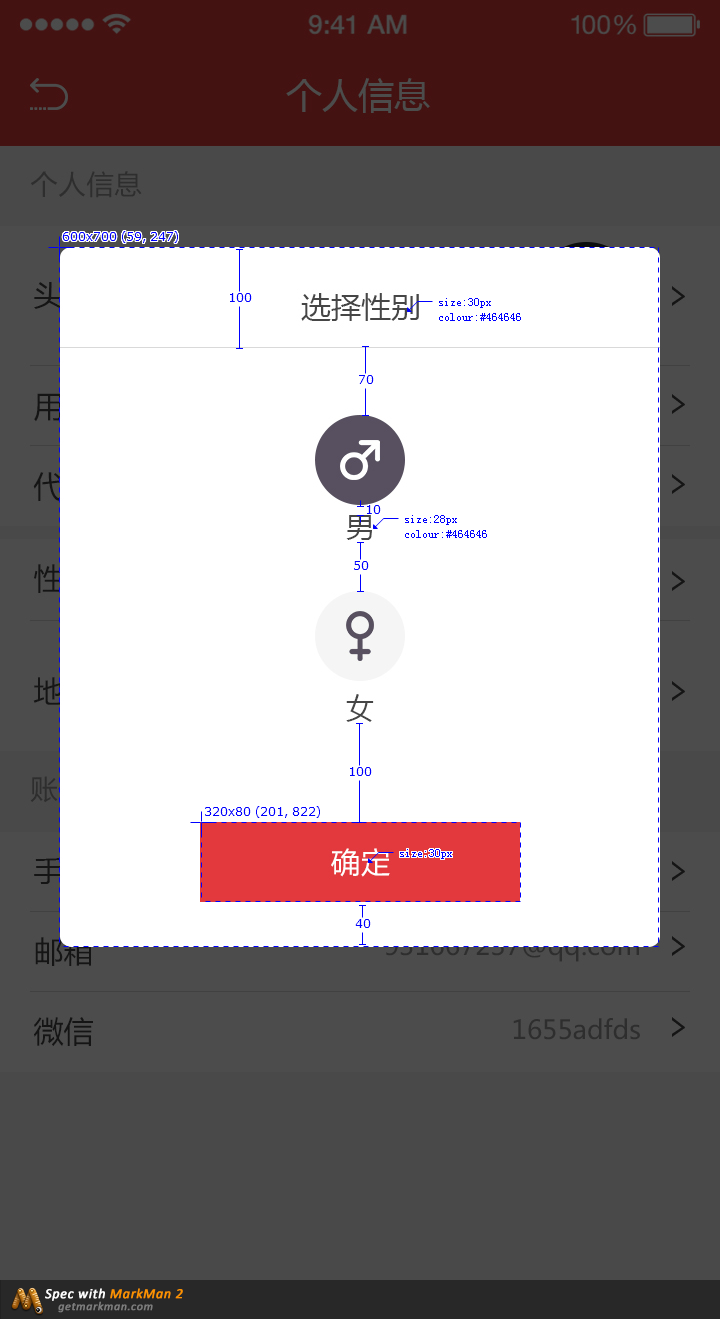 9:41 AM 100%
个人信息
个人信息
600x700 (59, 247)
头
100
选择性别
size:30px
colour:#464646
70
用
代
10
男
size:28px
colour:#464646
50
性
地
女
100
账
320x80 (201, 822)
确定
size:30px
手
40
邮箱
微信 1655adfds
Spec with MarkMan 2
getmarkman.com